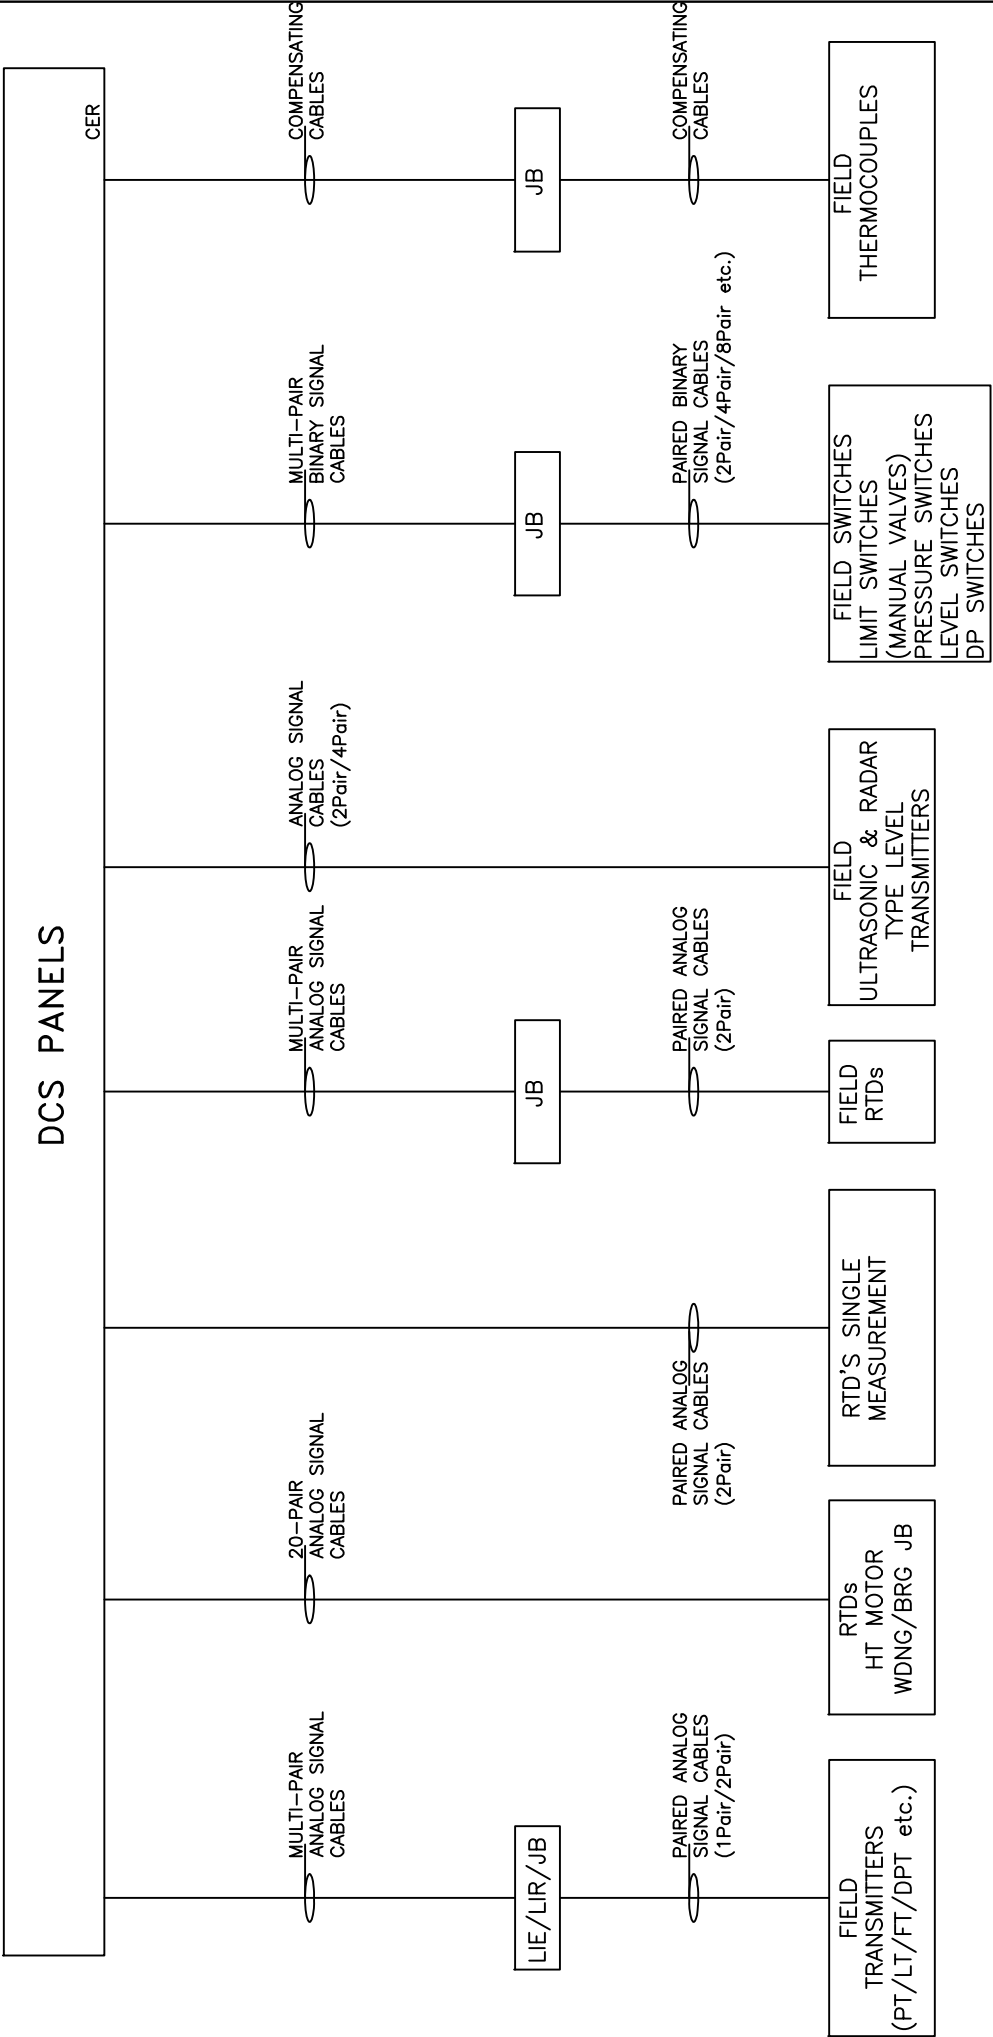 DCS PANELS
CER
MULTI-PAIR
ANALOG SIGNAL
CABLES
LIE/LIR/JB
PAIRED ANALOG
SIGNAL CABLES
(1Pair/2Pair)
FIELD
TRANSMITTERS
(PT/LT/FT/DPT etc.)
20-PAIR
ANALOG SIGNAL
CABLES
RTDs
HT MOTOR
WDNG/BRG JB
PAIRED ANALOG
SIGNAL CABLES
(2Pair)
RTD'S SINGLE
MEASUREMENT
MULTI-PAIR
ANALOG SIGNAL
CABLES
JB
PAIRED ANALOG
SIGNAL CABLES
(2Pair)
FIELD
RTDs
ANALOG SIGNAL
CABLES
(2Pair/4Pair)
FIELD
ULTRASONIC & RADAR
TYPE LEVEL
TRANSMITTERS
MULTI-PAIR
BINARY SIGNAL
CABLES
JB
PAIRED BINARY
SIGNAL CABLES
(2Pair/4Pair/8Pair etc.)
FIELD SWITCHES
LIMIT SWITCHES
(MANUAL VALVES)
PRESSURE SWITCHES
LEVEL SWITCHES
DP SWITCHES
COMPENSATING
CABLES
JB
COMPENSATING
CABLES
FIELD
THERMOCOUPLES